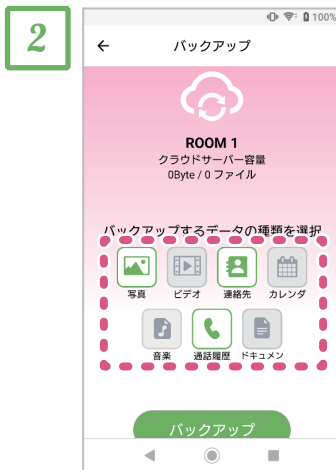 2
100%
バックアップ
ROOM 1
クラウドサーバー容量
0Byte / 0 ファイル
バックアップするデータの種類を選択
写真 ビデオ 連絡先 カレンダ
音楽 通話履歴 ドキュメン
バックアップ